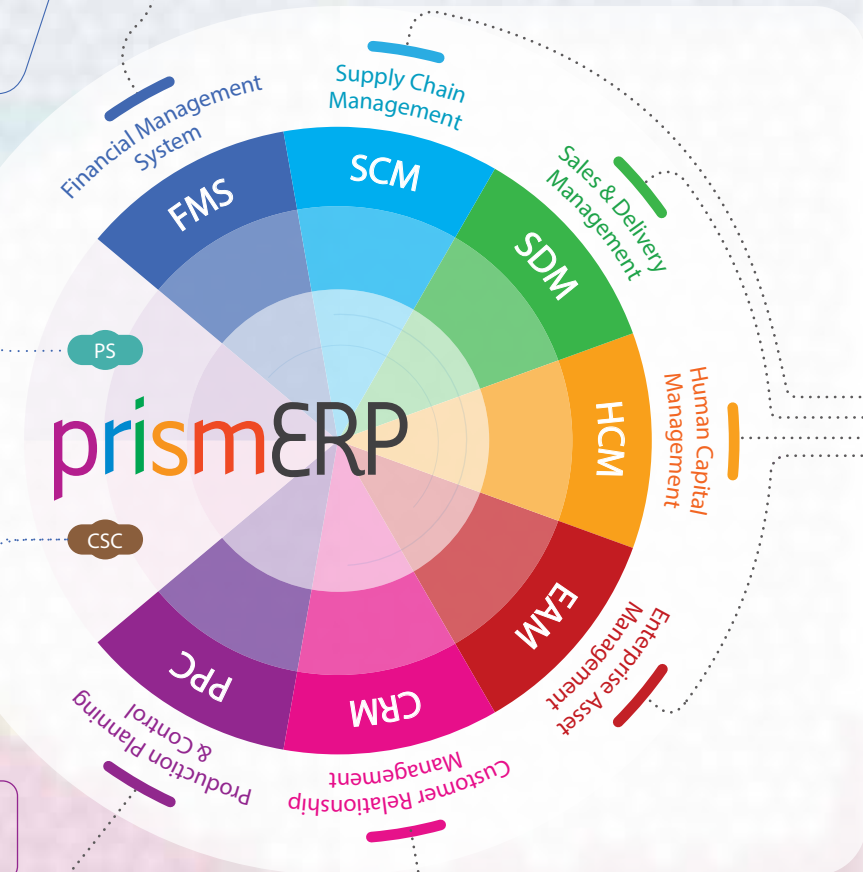 Financial Management
System
FMS
Supply Chain
Management
SCM
Sales & Delivery
Management
SDM
Human Capital
Management
HCM
Enterprise Asset
Management
EAM
Customer Relationship
Management
CRM
Production Planning
& Control
PPC
PS
prismERP
CSC